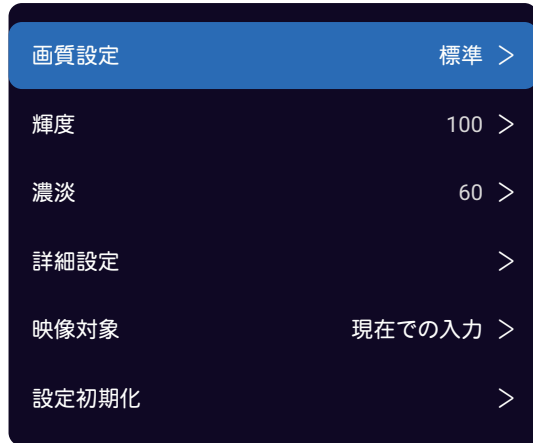 画質設定 標準 >
輝度 100 >
濃淡 60 >
詳細設定 >
映像対象 現在での入力 >
設定初期化 >